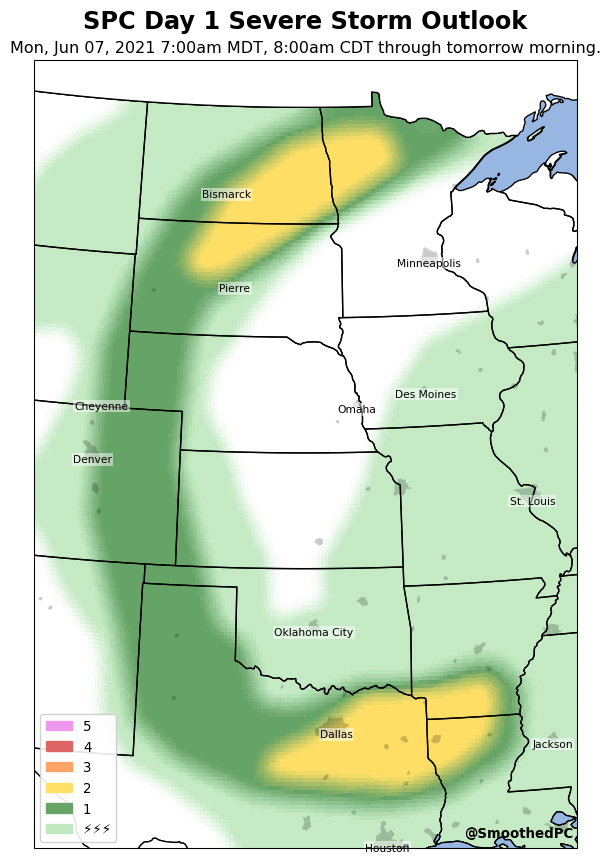 SPC Day 1 Severe Storm Outlook
Mon, Jun 07, 2021 7:00am MDT, 8:00am CDT through tomorrow morning.
Bismarck
Minneapolis
Pierre
Des Moines
Cheyenne
Omaha
Denver
St. Louis
Oklahoma City
Dallas
Jackson
5
4
3
2
1
⚡⚡⚡
@SmoothedPC
Houston